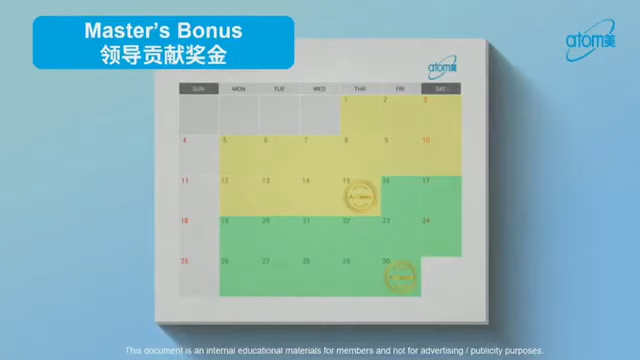 Master's Bonus
领导贡献奖金
atom美
atom美
SUN MON TUE WED THR FRI SAT
1 2 3
4 5 6 7 8 9 10
11 12 13 14 15 16 17
18 19 20 21 22 23 24
25 26 27 28 29 30
This document is an internal educational materials for members and not for advertising / publicity purposes.